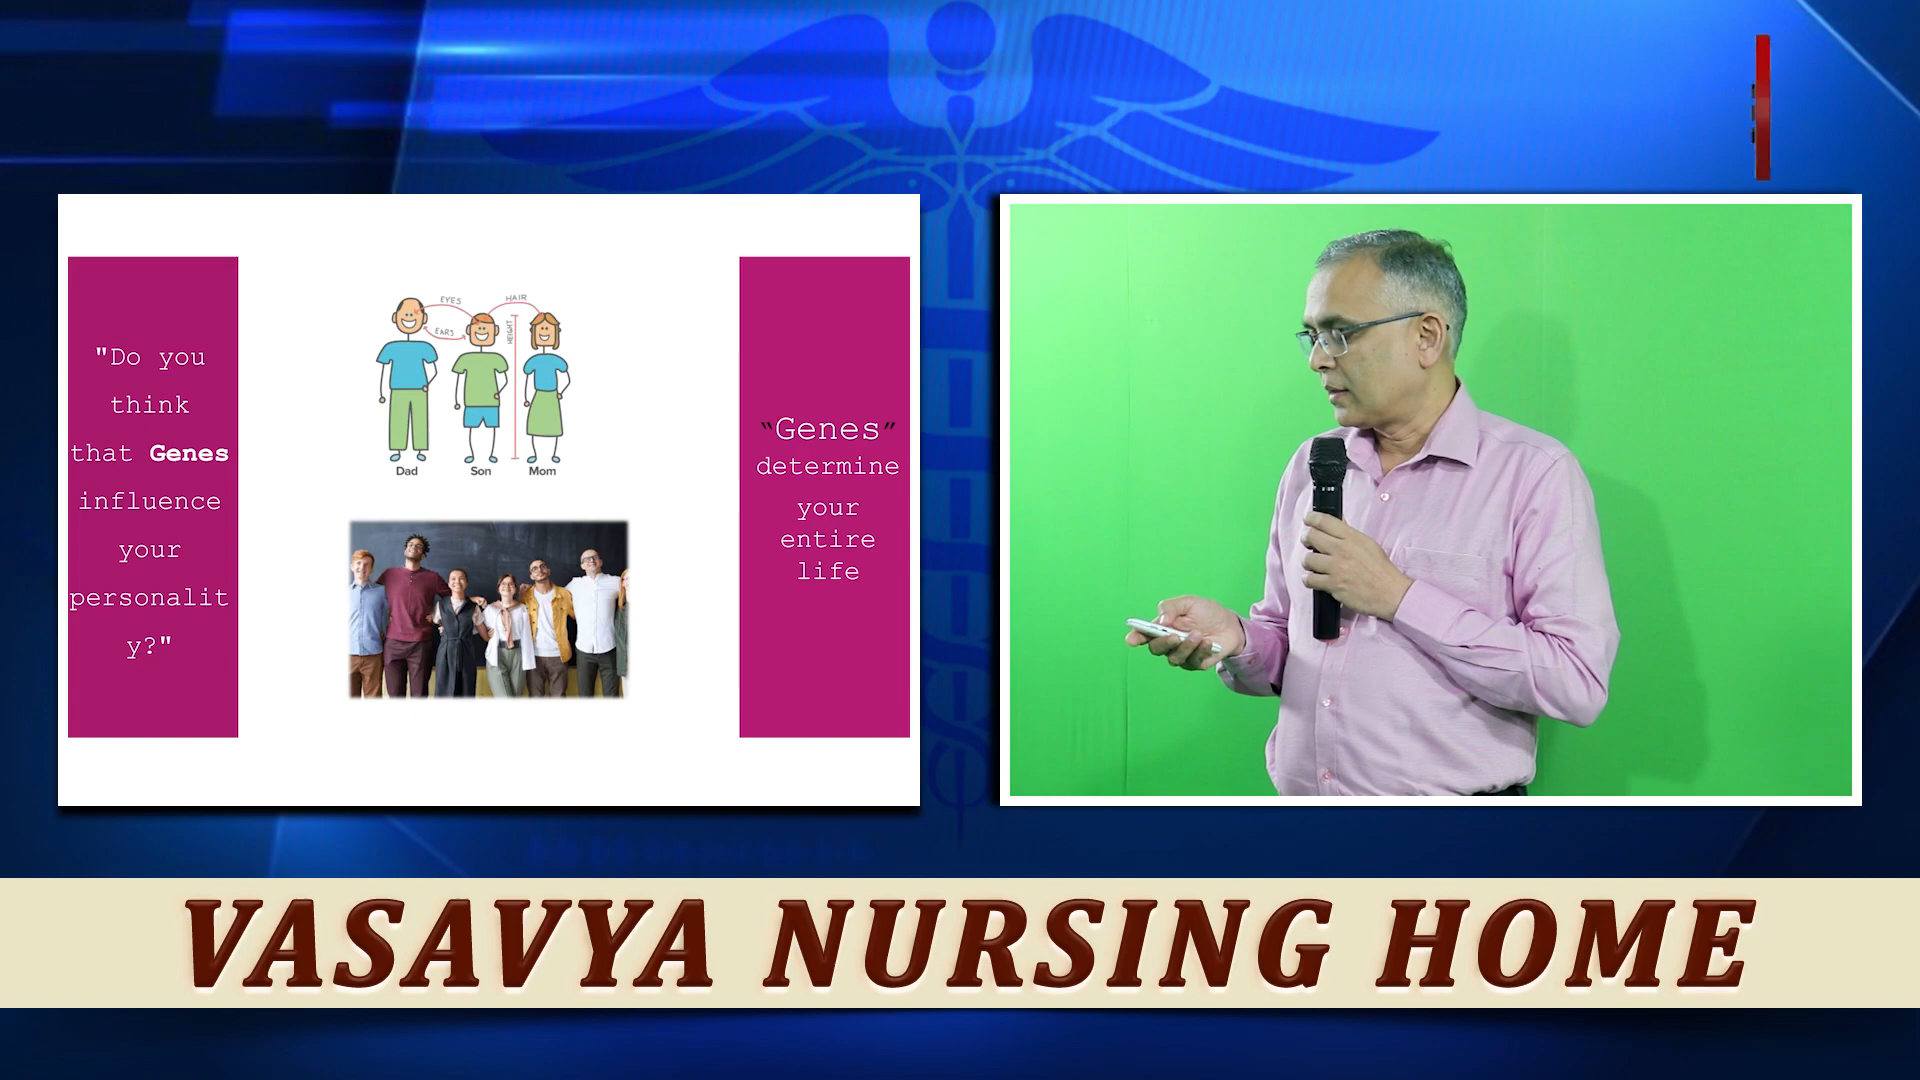 "Do you
think
that Genes
influence
your
personalit
y?"
EYES
HAIR
EARS
HEIGHT
Dad
Son
Mom
“Genes”
determine
your
entire
life
VASAVYA NURSING HOME